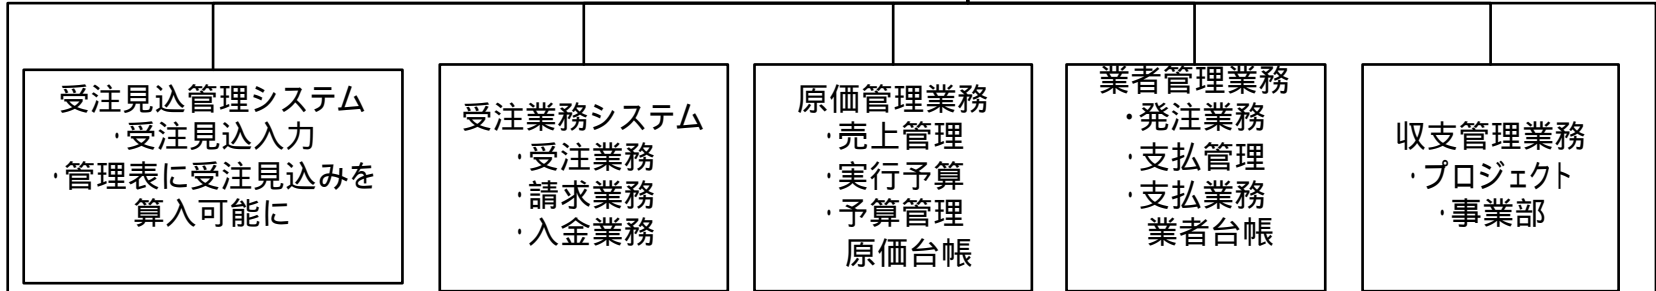 受注見込管理システム
・受注見込入力
・管理表に受注見込みを
算入可能に
受注業務システム
・受注業務
・請求業務
・入金業務
原価管理業務
・売上管理
・実行予算
・予算管理
原価台帳
業者管理業務
・発注業務
・支払管理
・支払業務
業者台帳
収支管理業務
・プロジェクト
・事業部